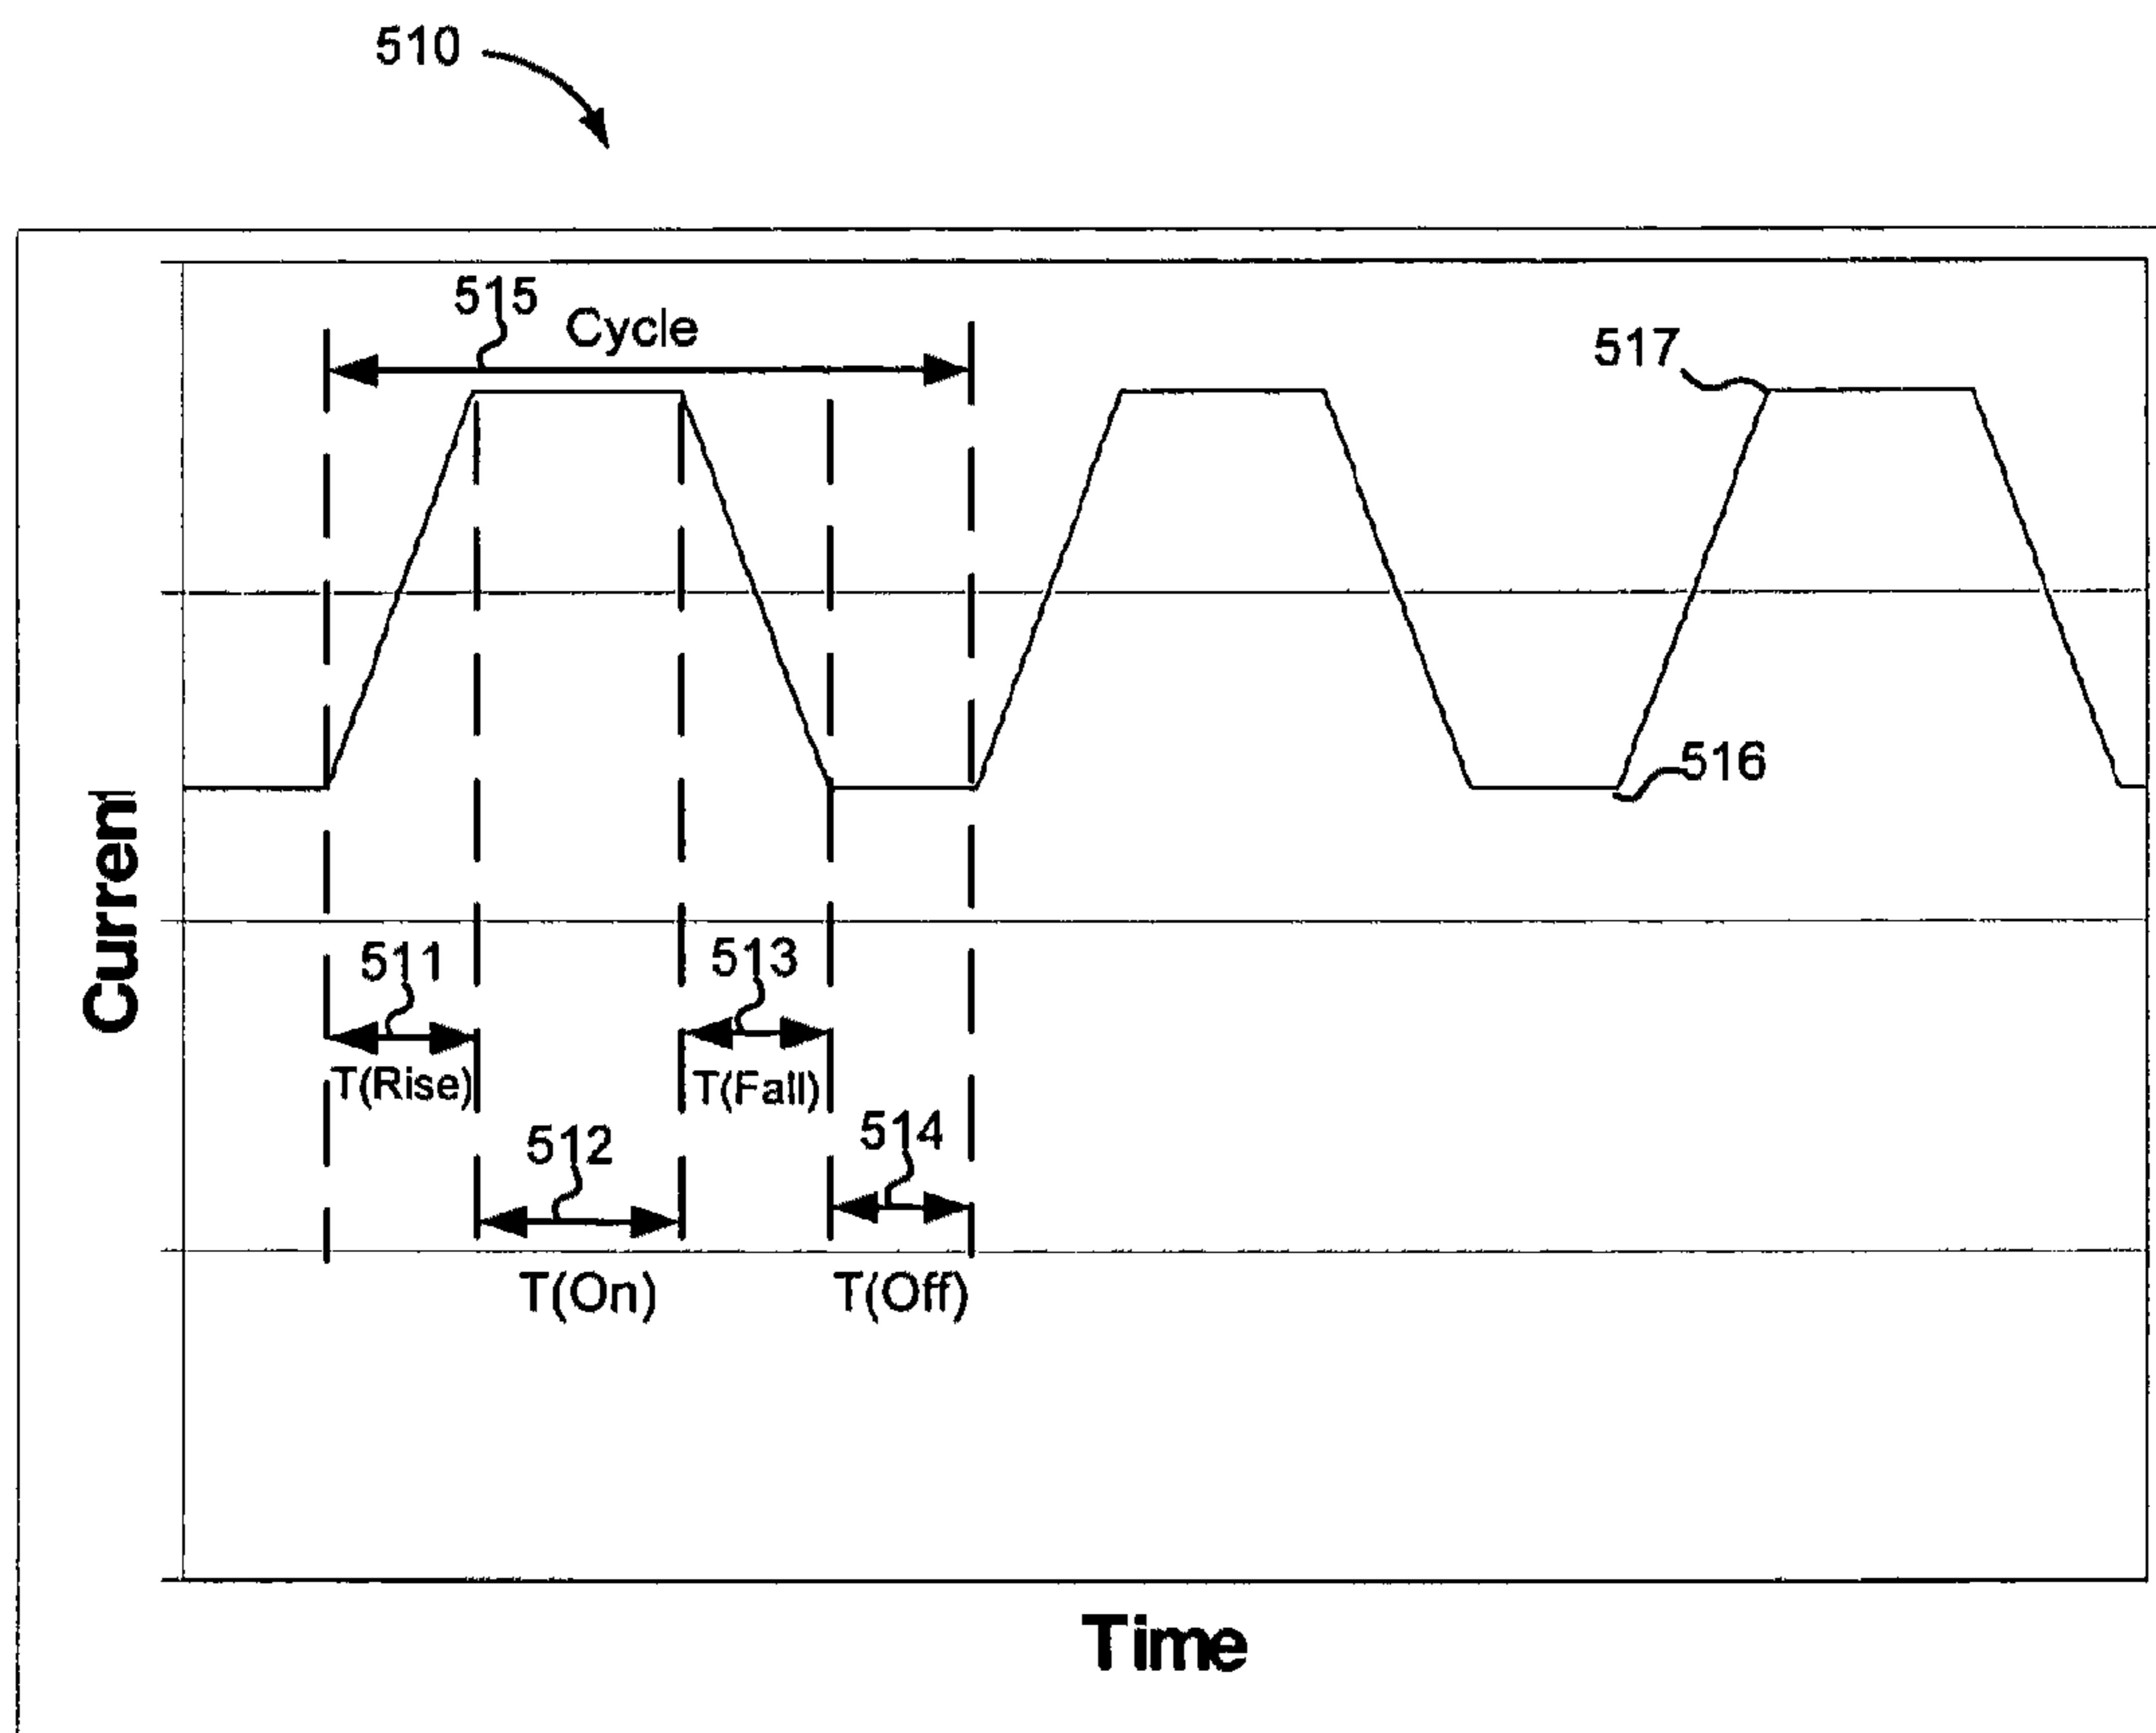 510
515
Cycle
517
516
Current
511
513
T(Rise)
T(Fall)
512
514
T(On)
T(Off)
Time